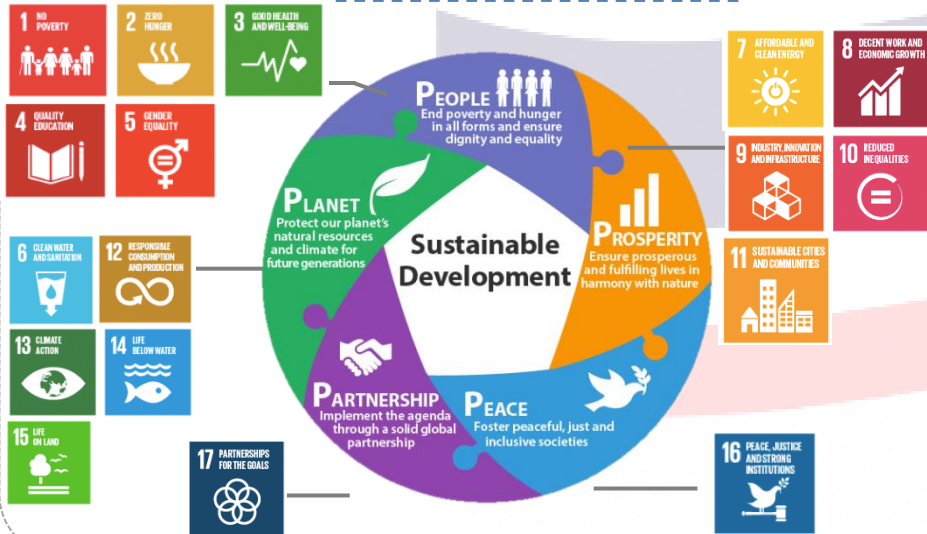 1 NO
POVERTY
2 ZERO
HUNGER
3 GOOD HEALTH
AND WELL-BEING
4 QUALITY
EDUCATION
5 GENDER
EQUALITY
PEOPLE
End poverty and hunger
in all forms and ensure
dignity and equality
7 AFFORDABLE AND
CLEAN ENERGY
8 DECENT WORK AND
ECONOMIC GROWTH
9 INDUSTRY, INNOVATION
AND INFRASTRUCTURE
10 REDUCED
INEQUALITIES
11 SUSTAINABLE CITIES
AND COMMUNITIES
PLANET
Protect our planet's
natural resources
and climate for
future generations
Sustainable
Development
PROSPERITY
Ensure prosperous
and fulfilling lives in
harmony with nature
6 CLEAN WATER
AND SANITATION
12 RESPONSIBLE
CONSUMPTION
AND PRODUCTION
13 CLIMATE
ACTION
14 LIFE
BELOW WATER
15 LIFE
ON LAND
PARTNERSHIP
Implement the agenda
through a solid global
partnership
PEACE
Foster peaceful, just and
inclusive societies
17 PARTNERSHIPS
FOR THE GOALS
16 PEACE, JUSTICE
AND STRONG
INSTITUTIONS